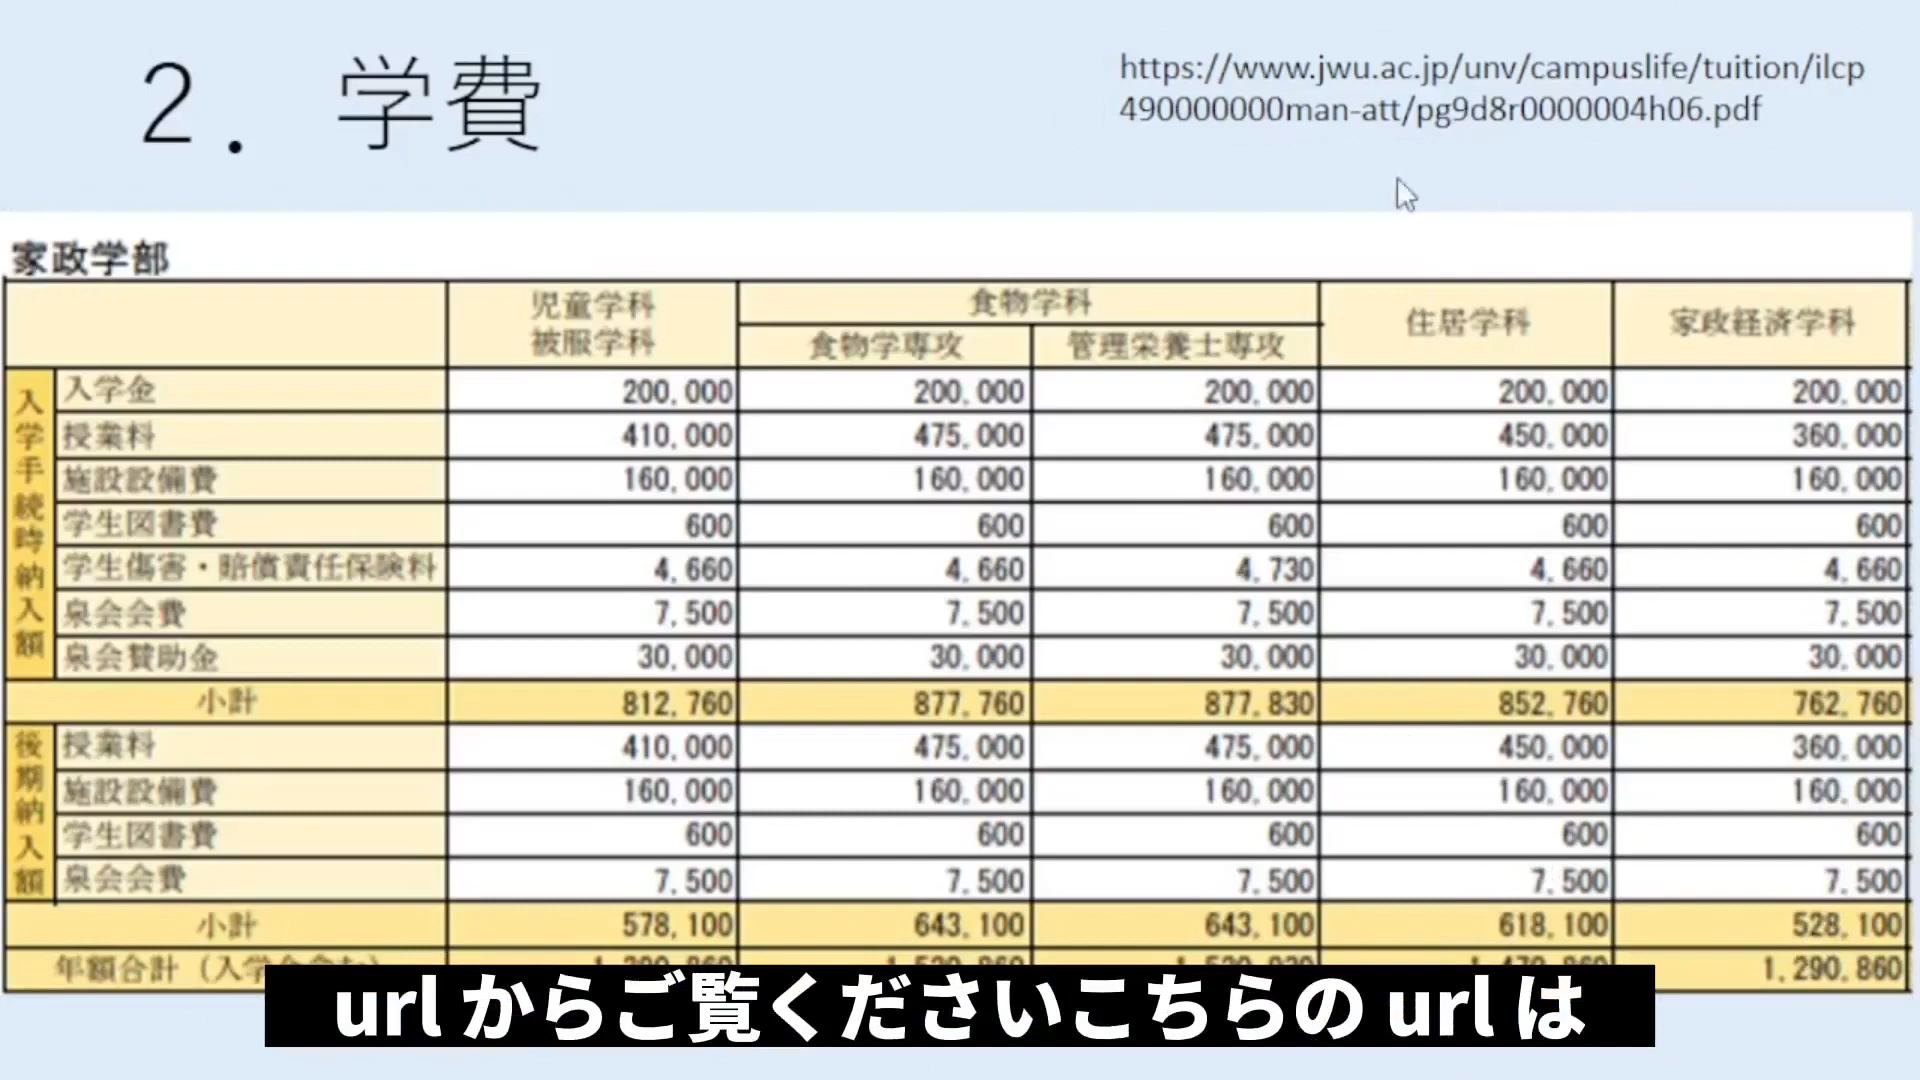 2．学費
https://www.jwu.ac.jp/unv/campuslife/tuition/ilcp
490000000man-att/pg9d8r0000004h06.pdf
家政学部
児童学科
被服学科
食物学科
食物学専攻 管理栄養士専攻
住居学科
家政経済学科
入学手続時納入額
入学金 200,000 200,000 200,000 200,000 200,000
授業料 410,000 475,000 475,000 450,000 360,000
施設設備費 160,000 160,000 160,000 160,000 160,000
学生図書費 600 600 600 600 600
学生傷害・賠償責任保険料 4,660 4,660 4,730 4,660 4,660
泉会会費 7,500 7,500 7,500 7,500 7,500
泉会賛助金 30,000 30,000 30,000 30,000 30,000
小計 812,760 877,760 877,830 852,760 762,760
後期納入額
授業料 410,000 475,000 475,000 450,000 360,000
施設設備費 160,000 160,000 160,000 160,000 160,000
学生図書費 600 600 600 600 600
泉会会費 7,500 7,500 7,500 7,500 7,500
小計 578,100 643,100 643,100 618,100 528,100
年額合計（入学 1,290,860
urlからご覧くださいこちらのurlは